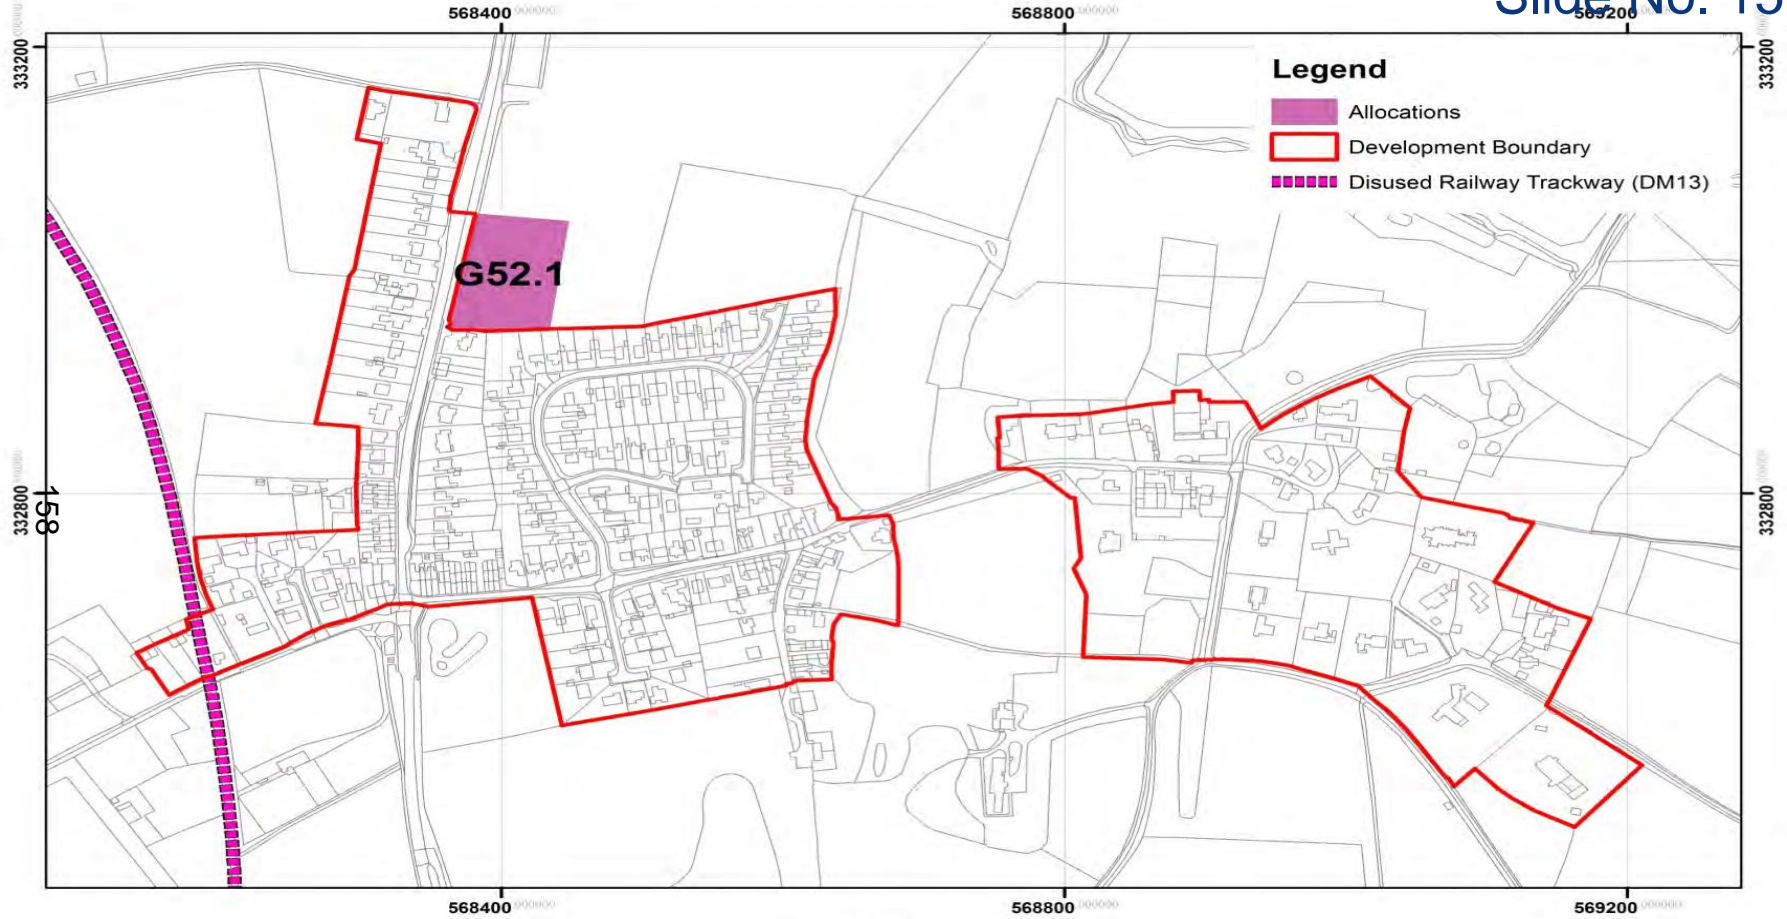 Slide No. 15
568400 568800 569200
333200 333200
Legend
Allocations
Development Boundary
Disused Railway Trackway (DM13)
G52.1
332800 332800
158
568400 568800 569200